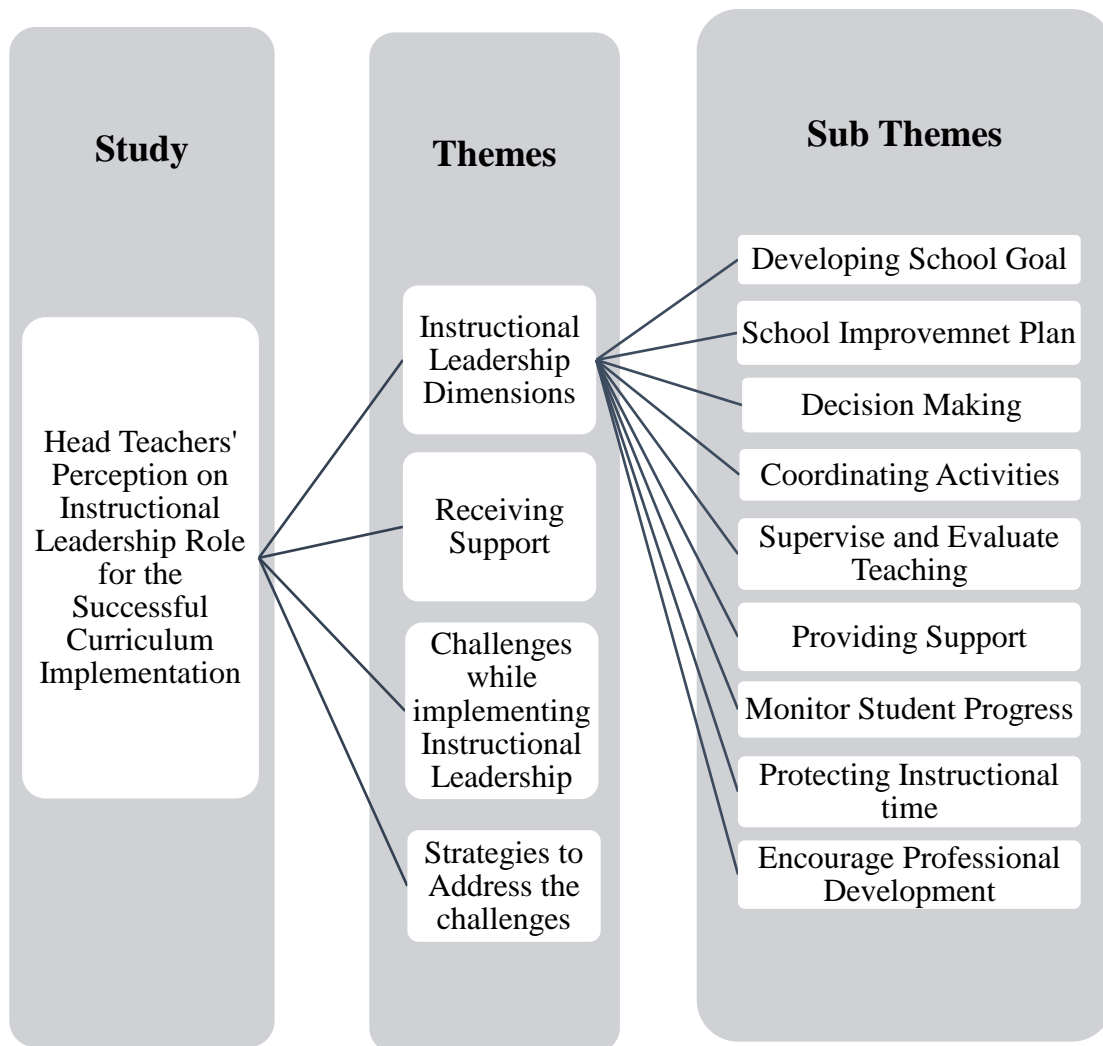 Study
Head Teachers'
Perception on
Instructional
Leadership Role
for the
Successful
Curriculum
Implementation
Themes
Instructional
Leadership
Dimensions
Receiving
Support
Challenges
while
implementing
Instructional
Leadership
Strategies to
Address the
challenges
Sub Themes
Developing School Goal
School Improvemnet Plan
Decision Making
Coordinating Activities
Supervise and Evaluate
Teaching
Providing Support
Monitor Student Progress
Protecting Instructional
time
Encourage Professional
Development